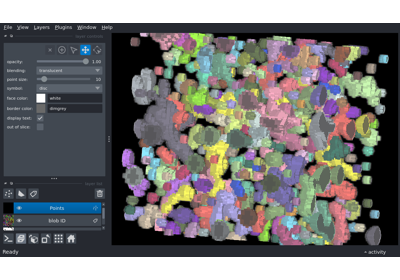 File View Layers Plugins Window Help
opacity: 1.00
blending: translucent
point size: 10
symbol: disc
face color: white
border color: dimgrey
display text:
out of slice:
Points
blob ID
Ready
activity